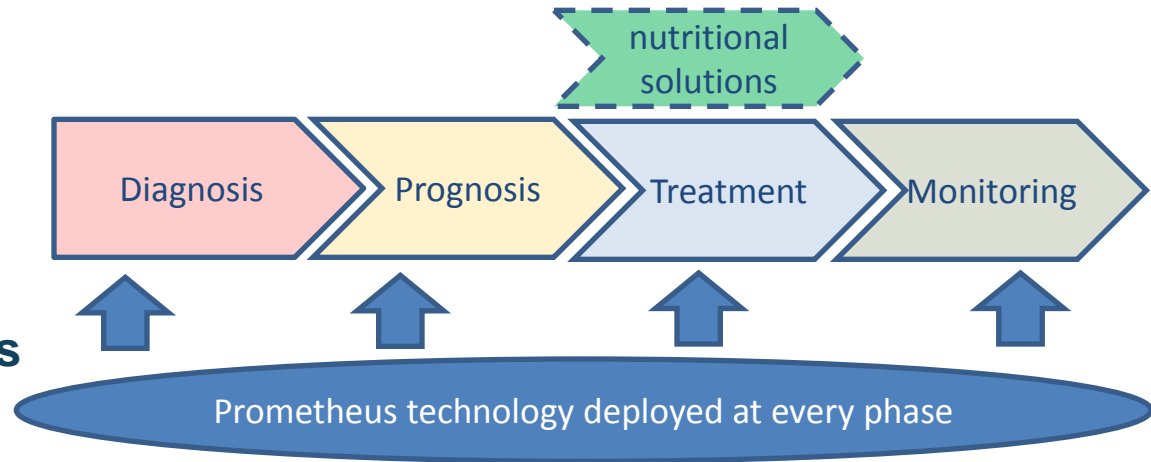 nutritional
solutions
Diagnosis
Prognosis
Treatment
Monitoring
s
Prometheus technology deployed at every phase